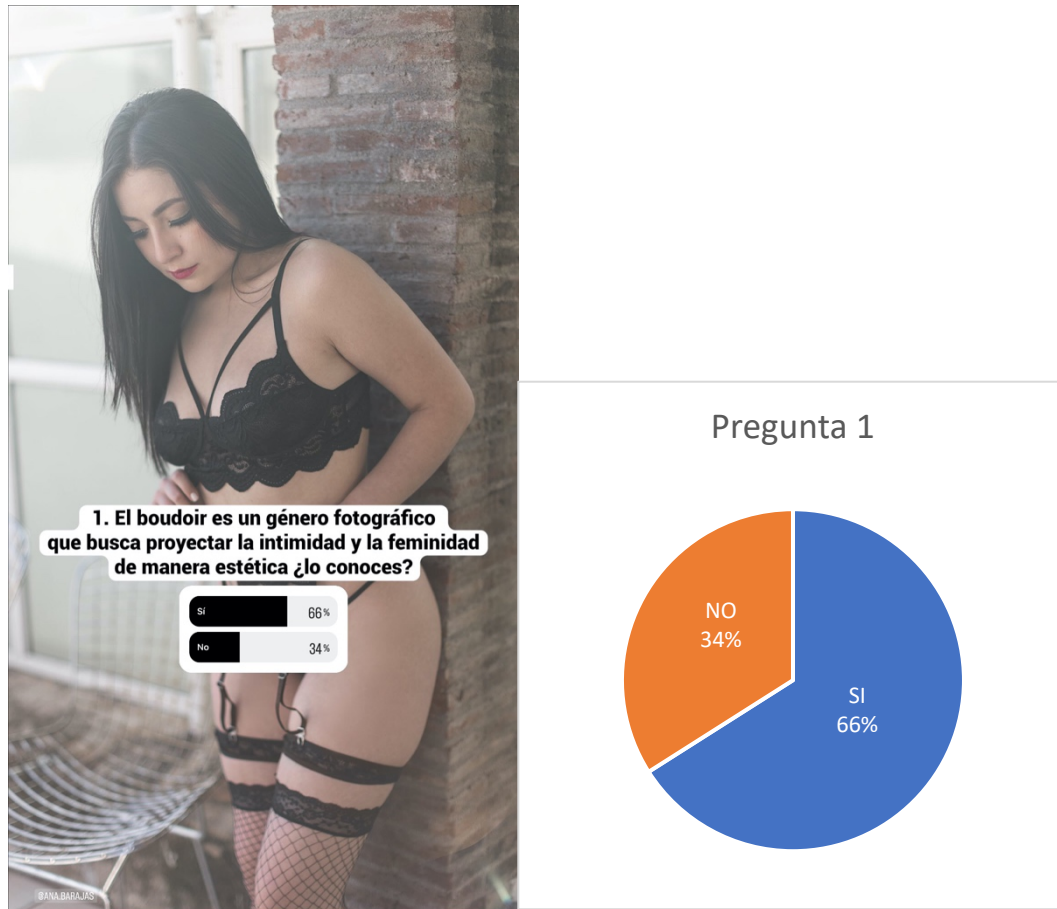 1. El boudoir es un género fotográfico
que busca proyectar la intimidad y la feminidad
de manera estética ¿lo conoces?
Sí 66%
No 34%
@ANA.BARAJAS
Pregunta 1
NO
34%
SI
66%